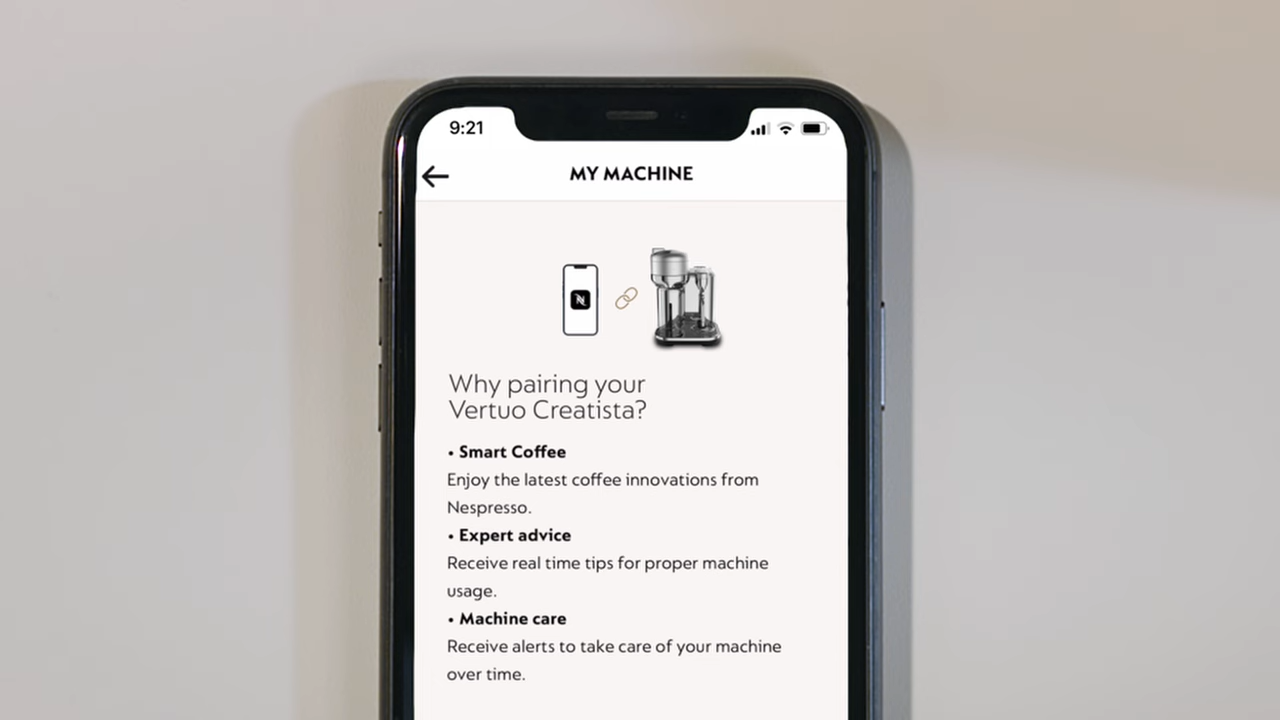 9:21
MY MACHINE
Why pairing your
Vertuo Creatista?
• Smart Coffee
Enjoy the latest coffee innovations from
Nespresso.
• Expert advice
Receive real time tips for proper machine
usage.
• Machine care
Receive alerts to take care of your machine
over time.